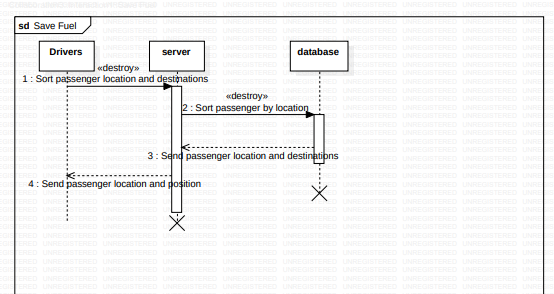 sd Save Fuel
Drivers
server
database
«destroy»
1 : Sort passenger location and destinations
«destroy»
2 : Sort passenger by location
3 : Send passenger location and destinations
4 : Send passenger location and position